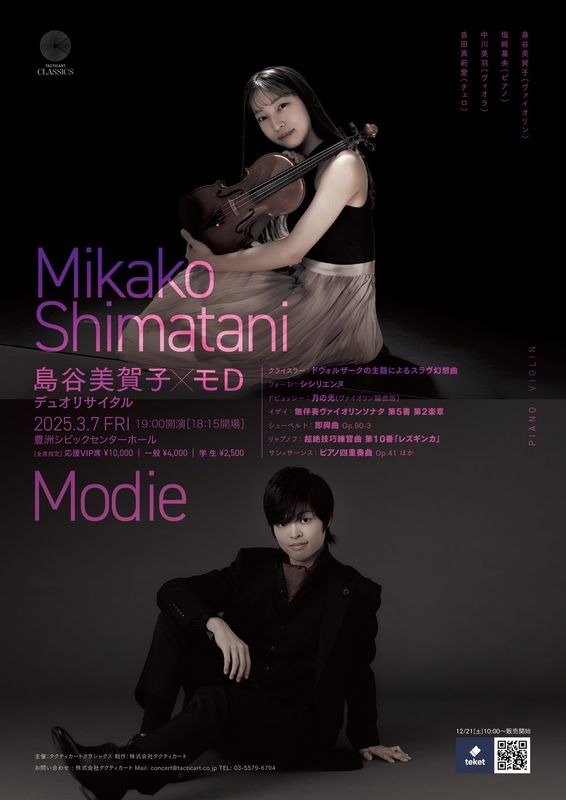 TACTICART
CLASSICS
島谷美賀子(ヴァイオリン)
塩﨑基央(ピアノ)
中川美羽(ヴィオラ)
吉田真莉愛(チェロ)
Mikako
Shimatani
島谷美賀子×モD
デュオリサイタル
2025.3.7 FRI 19:00開演[18:15開場]
豊洲シビックセンターホール
[全席指定] 応援VIP席 ¥10,000 | 一般 ¥4,000 | 学生 ¥2,500
クライスラー:ドヴォルザークの主題によるスラヴ幻想曲
フォーレ:シシリエンヌ
ドビュッシー:月の光(ヴァイオリン編曲版)
イザイ:無伴奏ヴァイオリンソナタ 第5番 第2楽章
シューベルト:即興曲 Op.90-3
リャプノフ:超絶技巧練習曲 第10番「レズギンカ」
サン=サーンス:ピアノ四重奏曲 Op.41 ほか
PIANO VIOLIN
Modie
12/21[土]10:00〜販売開始
teket
主催:タクティカートクラシックス 制作:株式会社タクティカート
お問い合わせ:株式会社タクティカート Mail: concert@tacticart.co.jp TEL: 03-5579-6704